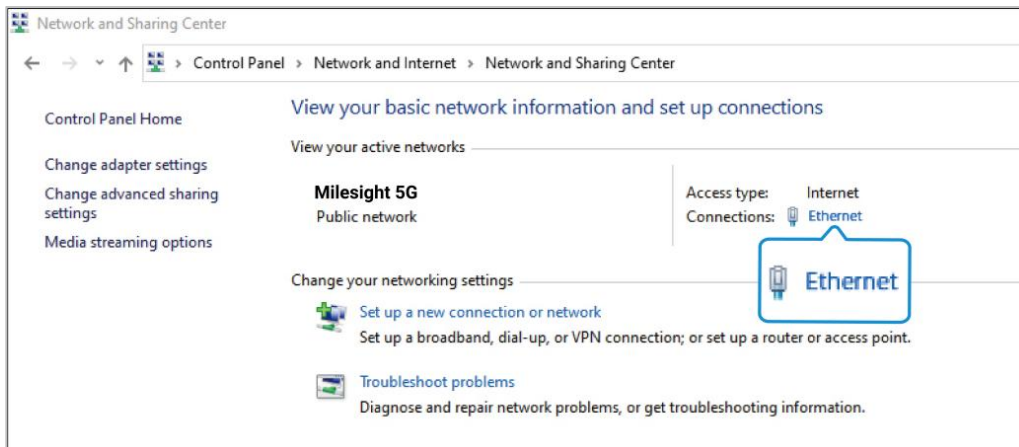 Network and Sharing Center
Control Panel > Network and Internet > Network and Sharing Center
Control Panel Home
Change adapter settings
Change advanced sharing
settings
Media streaming options
View your basic network information and set up connections
View your active networks
Milesight 5G
Public network
Access type: Internet
Connections: Ethernet
Ethernet
Change your networking settings
Set up a new connection or network
Set up a broadband, dial-up, or VPN connection; or set up a router or access point.
Troubleshoot problems
Diagnose and repair network problems, or get troubleshooting information.